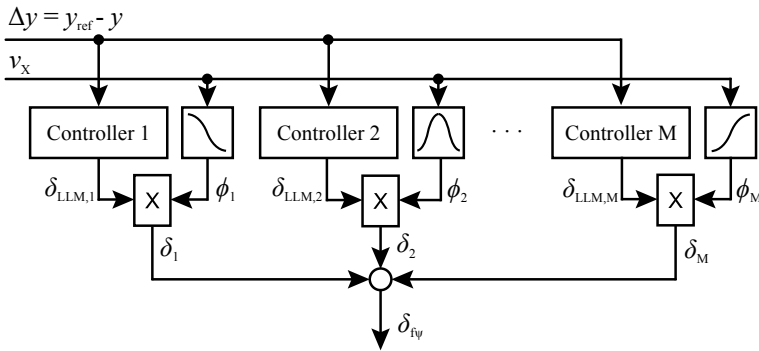 Δy = y_ref - y
v_X
Controller 1
Controller 2
· · ·
Controller M
δ_LLM,1
X
ϕ_1
δ_LLM,2
X
ϕ_2
δ_LLM,M
X
ϕ_M
δ_1
δ_2
δ_M
δ_fψ